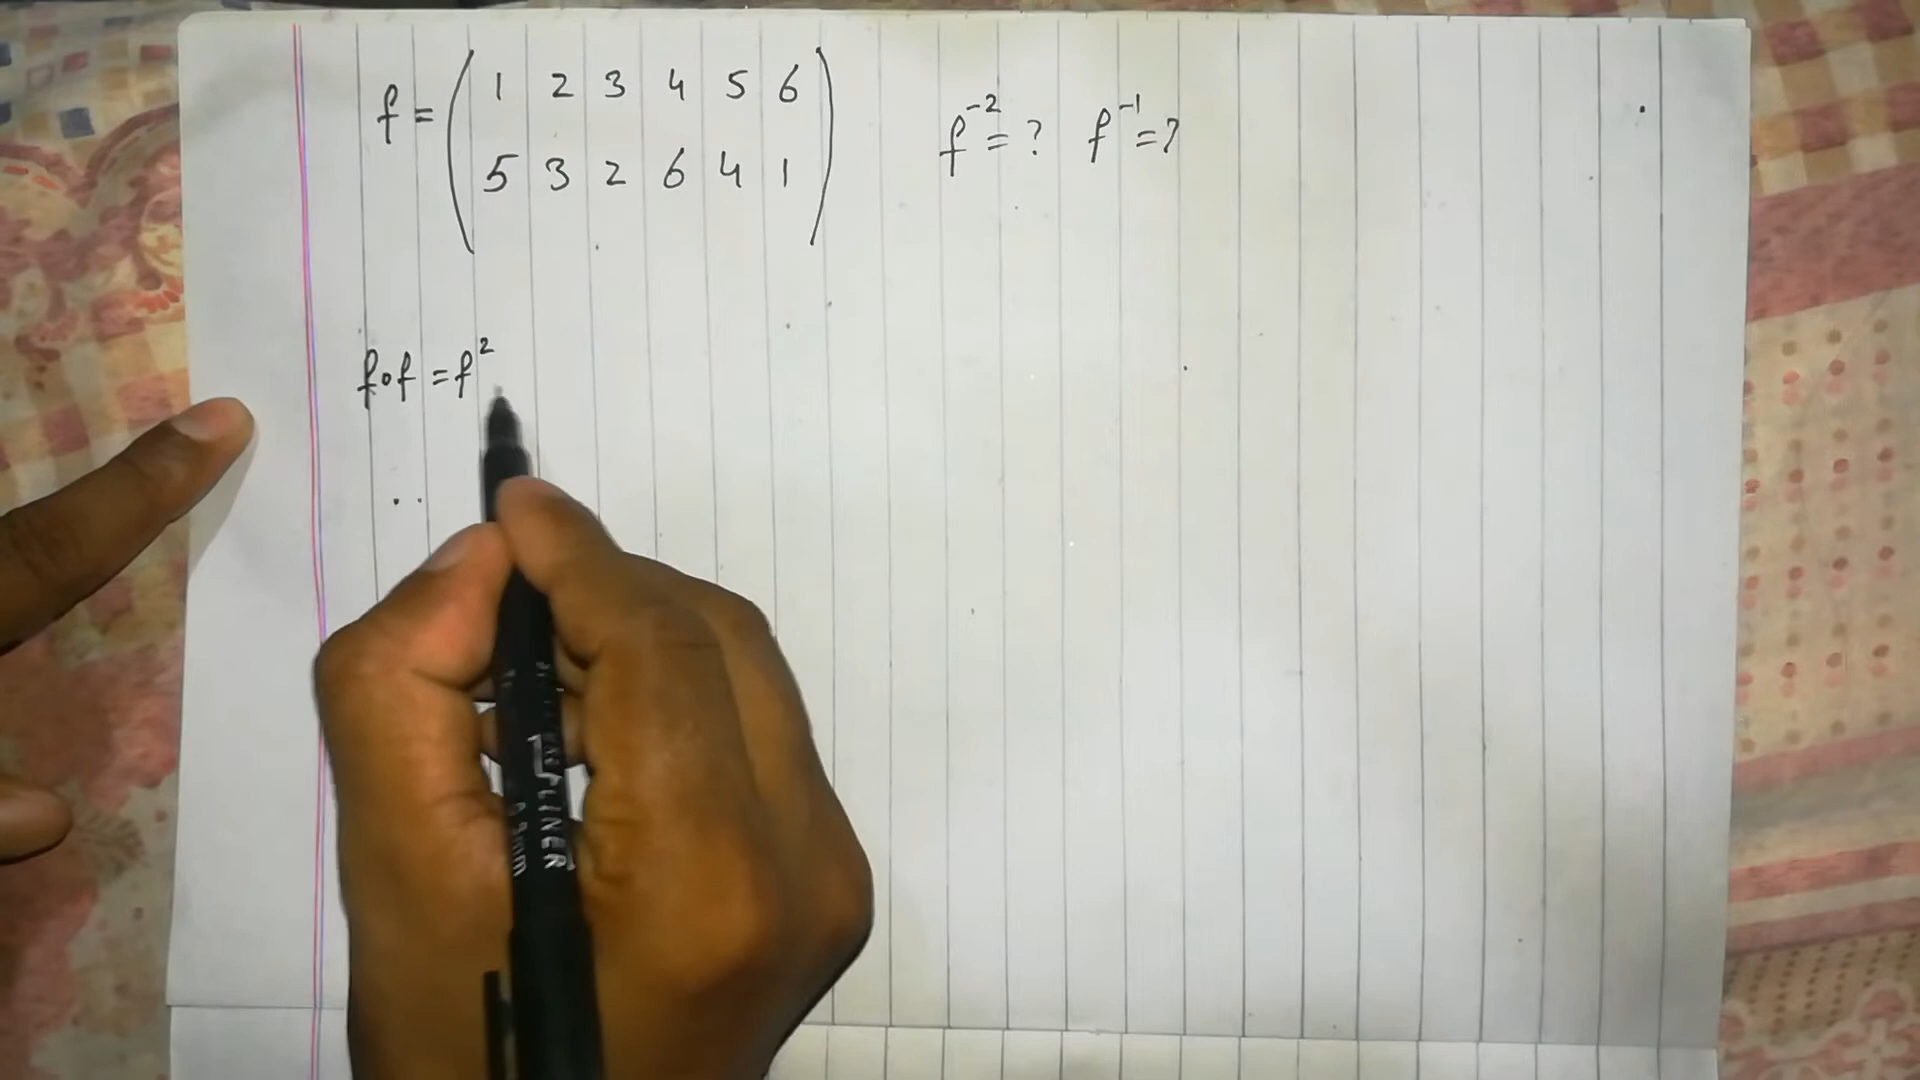 f = ( 1 2 3 4 5 6
5 3 2 6 4 1 )
f⁻² = ? f⁻¹ = ?
f∘f = f²